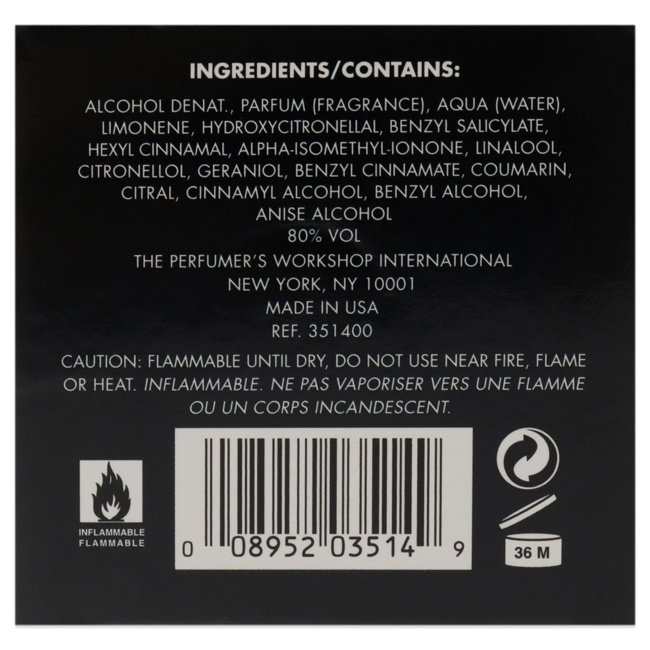 INGREDIENTS/CONTAINS:
ALCOHOL DENAT., PARFUM (FRAGRANCE), AQUA (WATER),
LIMONENE, HYDROXYCITRONELLAL, BENZYL SALICYLATE,
HEXYL CINNAMAL, ALPHA-ISOMETHYL-IONONE, LINALOOL,
CITRONELLOL, GERANIOL, BENZYL CINNAMATE, COUMARIN,
CITRAL, CINNAMYL ALCOHOL, BENZYL ALCOHOL,
ANISE ALCOHOL
80% VOL
THE PERFUMER'S WORKSHOP INTERNATIONAL
NEW YORK, NY 10001
MADE IN USA
REF. 351400
CAUTION: FLAMMABLE UNTIL DRY, DO NOT USE NEAR FIRE, FLAME
OR HEAT. INFLAMMABLE. NE PAS VAPORISER VERS UNE FLAMME
OU UN CORPS INCANDESCENT.
INFLAMMABLE
FLAMMABLE
0 08952 03514 9
36 M